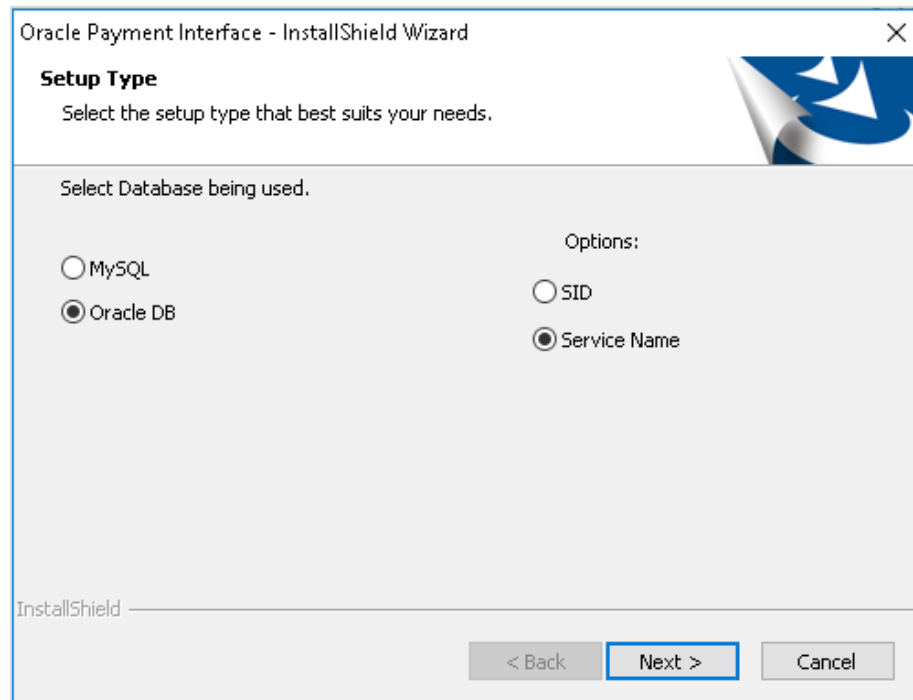 Oracle Payment Interface - InstallShield Wizard
Setup Type
Select the setup type that best suits your needs.
Select Database being used.
Options:
MySQL
SID
Oracle DB
Service Name
InstallShield
< Back Next > Cancel